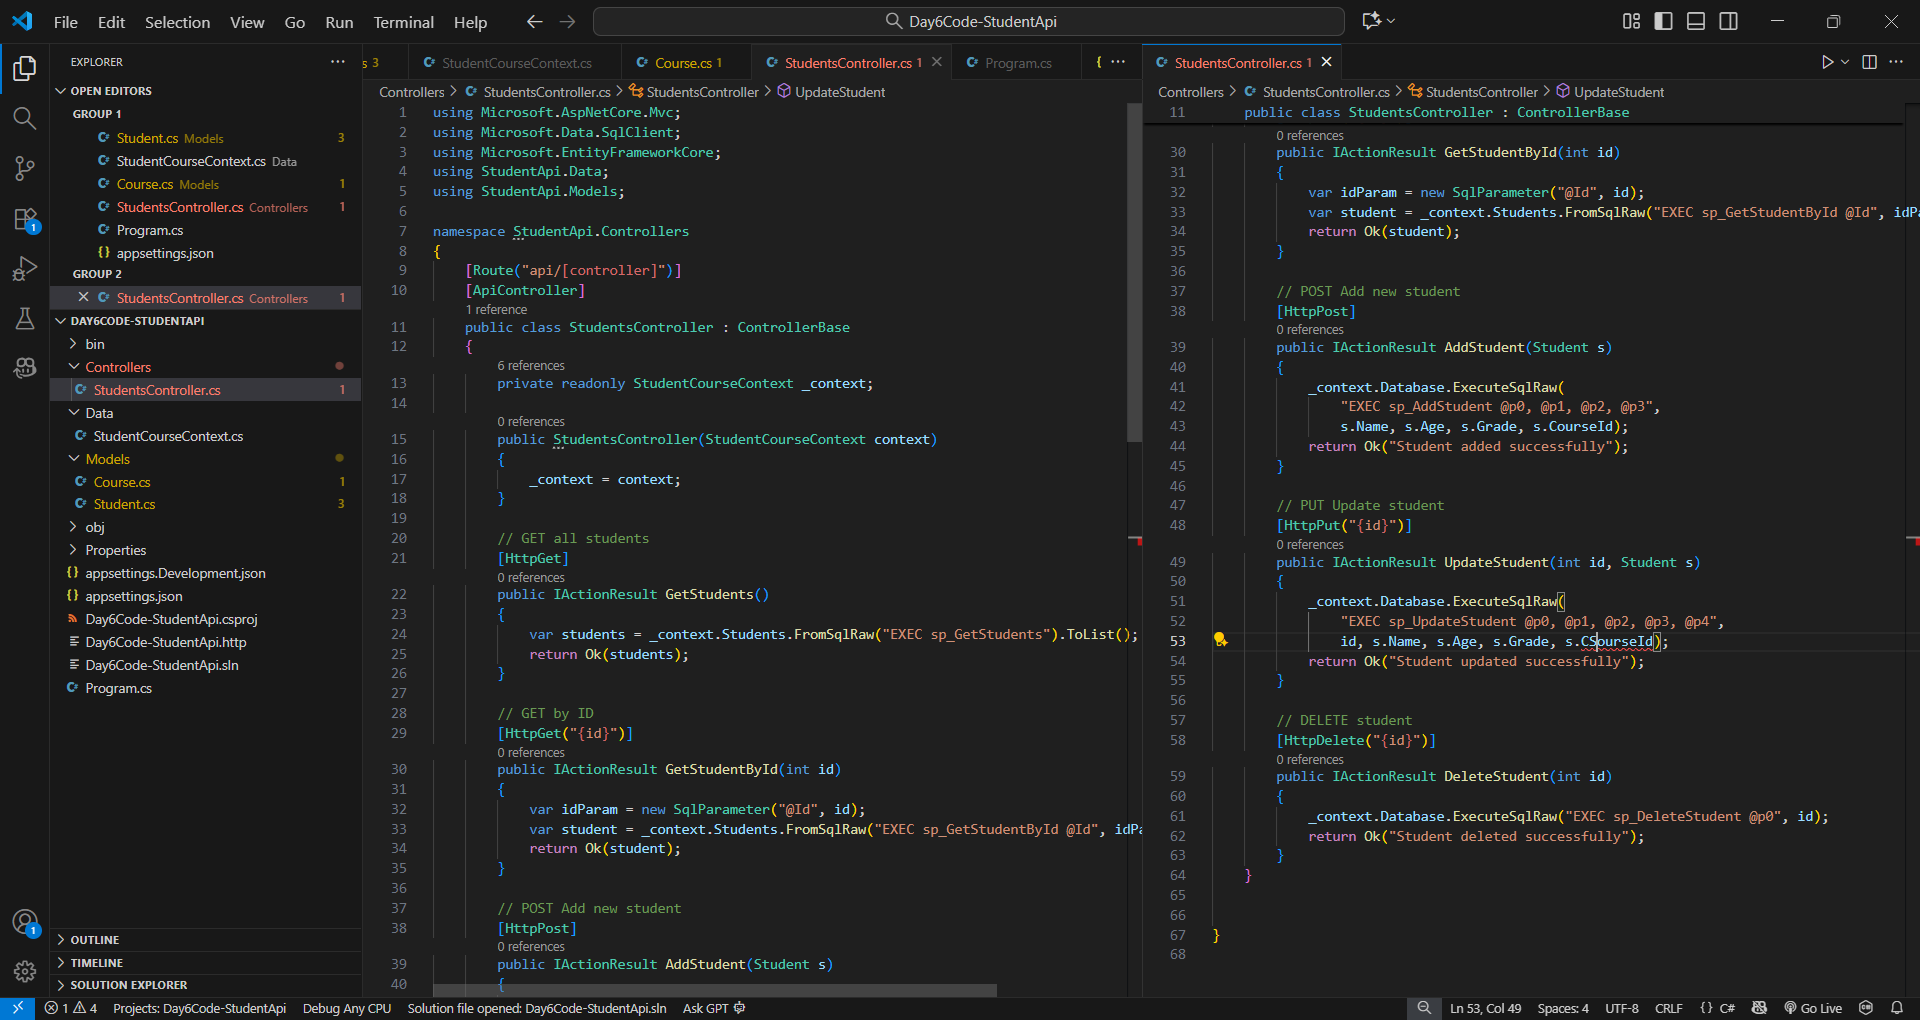 File Edit Selection View Go Run Terminal Help
Day6Code-StudentApi
EXPLORER
OPEN EDITORS
GROUP 1
Student.cs Models 3
StudentCourseContext.cs Data
Course.cs Models 1
StudentsController.cs Controllers 1
Program.cs
{} appsettings.json
GROUP 2
StudentsController.cs Controllers 1
DAY6CODE-STUDENTAPI
bin
Controllers
StudentsController.cs 1
Data
StudentCourseContext.cs
Models
Course.cs 1
Student.cs 3
obj
Properties
{} appsettings.Development.json
{} appsettings.json
Day6Code-StudentApi.csproj
Day6Code-StudentApi.http
Day6Code-StudentApi.sln
Program.cs
OUTLINE
TIMELINE
SOLUTION EXPLORER
s 3 StudentCourseContext.cs Course.cs 1 StudentsController.cs 1 Program.cs {
Controllers > StudentsController.cs > StudentsController > UpdateStudent
1 using Microsoft.AspNetCore.Mvc;
2 using Microsoft.Data.SqlClient;
3 using Microsoft.EntityFrameworkCore;
4 using StudentApi.Data;
5 using StudentApi.Models;
6
7 namespace StudentApi.Controllers
8 {
9 [Route("api/[controller]")]
10 [ApiController]
1 reference
11 public class StudentsController : ControllerBase
12 {
6 references
13 private readonly StudentCourseContext _context;
14
0 references
15 public StudentsController(StudentCourseContext context)
16 {
17 _context = context;
18 }
19
20 // GET all students
21 [HttpGet]
0 references
22 public IActionResult GetStudents()
23 {
24 var students = _context.Students.FromSqlRaw("EXEC sp_GetStudents").ToList();
25 return Ok(students);
26 }
27
28 // GET by ID
29 [HttpGet("{id}")]
0 references
30 public IActionResult GetStudentById(int id)
31 {
32 var idParam = new SqlParameter("@Id", id);
33 var student = _context.Students.FromSqlRaw("EXEC sp_GetStudentById @Id", idPa
34 return Ok(student);
35 }
36
37 // POST Add new student
38 [HttpPost]
0 references
39 public IActionResult AddStudent(Student s)
40 {
StudentsController.cs 1
Controllers > StudentsController.cs > StudentsController > UpdateStudent
11 public class StudentsController : ControllerBase
0 references
30 public IActionResult GetStudentById(int id)
31 {
32 var idParam = new SqlParameter("@Id", id);
33 var student = _context.Students.FromSqlRaw("EXEC sp_GetStudentById @Id", idPa
34 return Ok(student);
35 }
36
37 // POST Add new student
38 [HttpPost]
0 references
39 public IActionResult AddStudent(Student s)
40 {
41 _context.Database.ExecuteSqlRaw(
42 "EXEC sp_AddStudent @p0, @p1, @p2, @p3",
43 s.Name, s.Age, s.Grade, s.CourseId);
44 return Ok("Student added successfully");
45 }
46
47 // PUT Update student
48 [HttpPut("{id}")]
0 references
49 public IActionResult UpdateStudent(int id, Student s)
50 {
51 _context.Database.ExecuteSqlRaw(
52 "EXEC sp_UpdateStudent @p0, @p1, @p2, @p3, @p4",
53 id, s.Name, s.Age, s.Grade, s.CSourseId);
54 return Ok("Student updated successfully");
55 }
56
57 // DELETE student
58 [HttpDelete("{id}")]
0 references
59 public IActionResult DeleteStudent(int id)
60 {
61 _context.Database.ExecuteSqlRaw("EXEC sp_DeleteStudent @p0", id);
62 return Ok("Student deleted successfully");
63 }
64 }
65
66
67 }
68
1 4 Projects: Day6Code-StudentApi Debug Any CPU Solution file opened: Day6Code-StudentApi.sln Ask GPT Ln 53, Col 49 Spaces: 4 UTF-8 CRLF {} C# Go Live